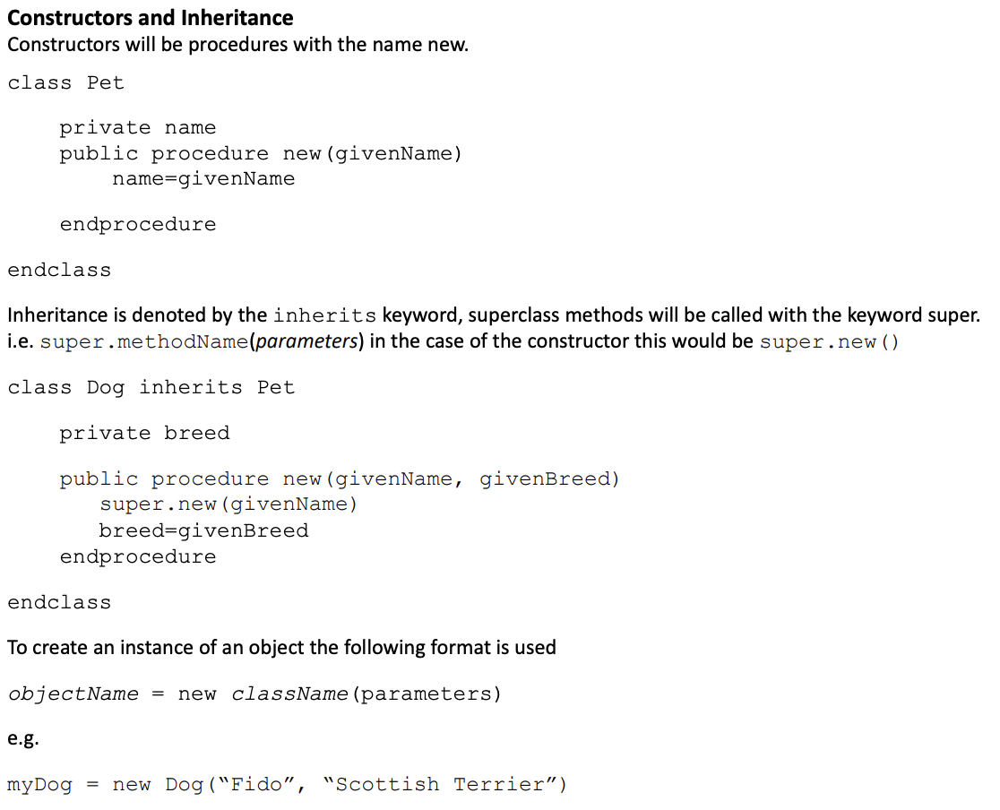 Constructors and Inheritance
Constructors will be procedures with the name new.
class Pet
private name
public procedure new(givenName)
name=givenName
endprocedure
endclass
Inheritance is denoted by the inherits keyword, superclass methods will be called with the keyword super.
i.e. super.methodName(parameters) in the case of the constructor this would be super.new()
class Dog inherits Pet
private breed
public procedure new(givenName, givenBreed)
super.new(givenName)
breed=givenBreed
endprocedure
endclass
To create an instance of an object the following format is used
objectName = new className(parameters)
e.g.
myDog = new Dog(“Fido”, “Scottish Terrier”)